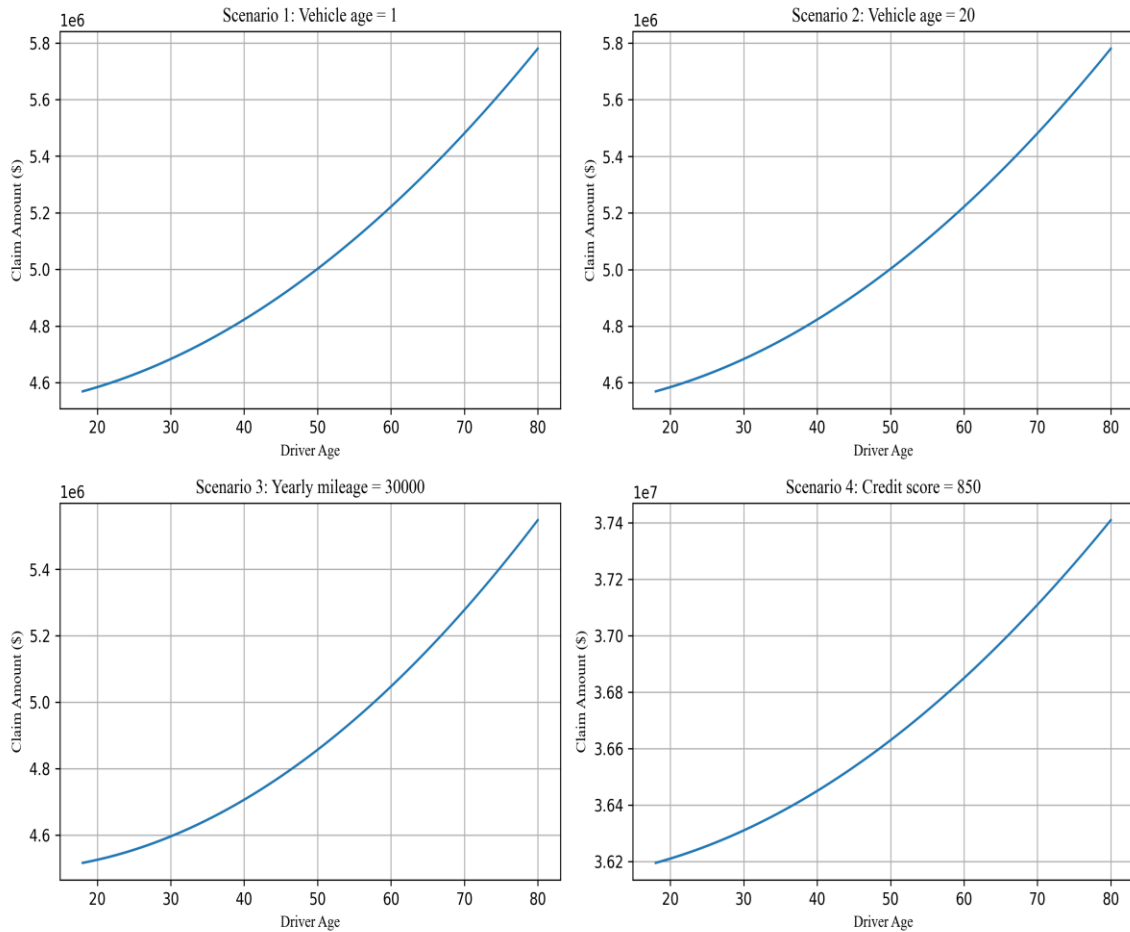 Scenario 1: Vehicle age = 1
1e6
5.8
5.6
5.4
5.2
5.0
4.8
4.6
Claim Amount ($)
20 30 40 50 60 70 80
Driver Age
Scenario 2: Vehicle age = 20
1e6
5.8
5.6
5.4
5.2
5.0
4.8
4.6
Claim Amount ($)
20 30 40 50 60 70 80
Driver Age
Scenario 3: Yearly mileage = 30000
1e6
5.4
5.2
5.0
4.8
4.6
Claim Amount ($)
20 30 40 50 60 70 80
Driver Age
Scenario 4: Credit score = 850
1e7
3.74
3.72
3.70
3.68
3.66
3.64
3.62
Claim Amount ($)
20 30 40 50 60 70 80
Driver Age